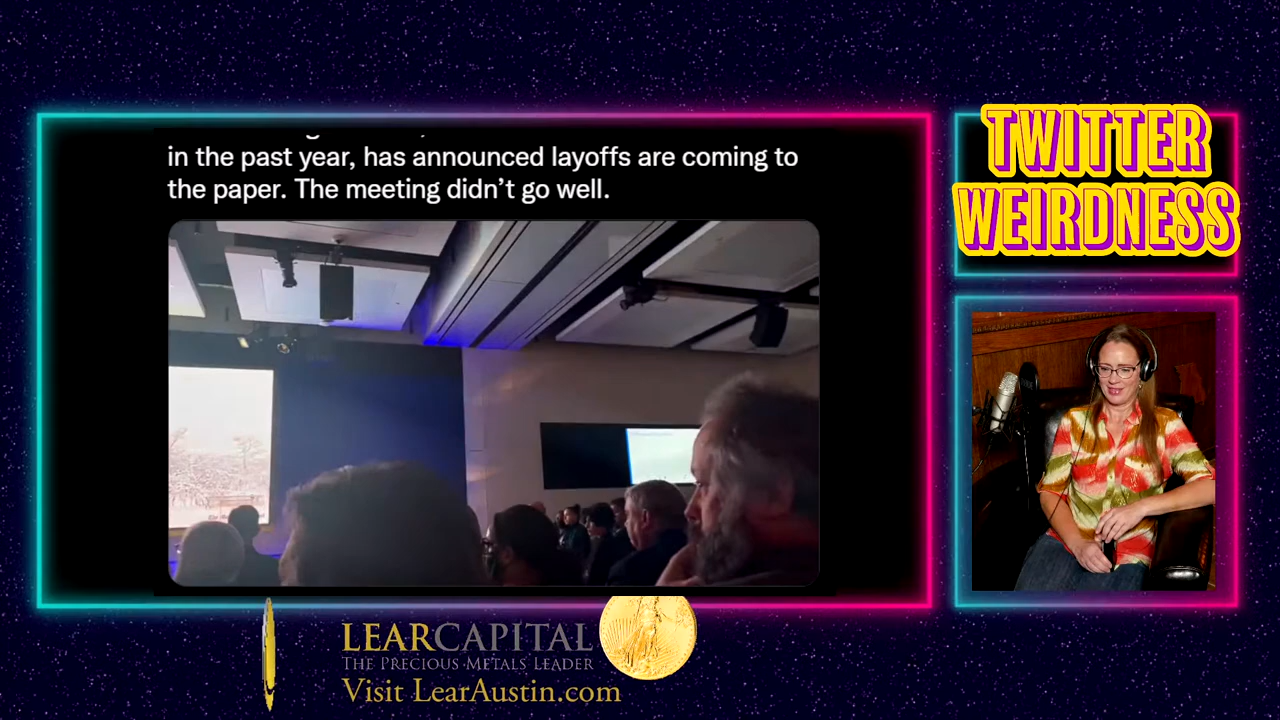 in the past year, has announced layoffs are coming to
the paper. The meeting didn’t go well.
TWITTER
WEIRDNESS
LEARCAPITAL
THE PRECIOUS METALS LEADER
Visit LearAustin.com